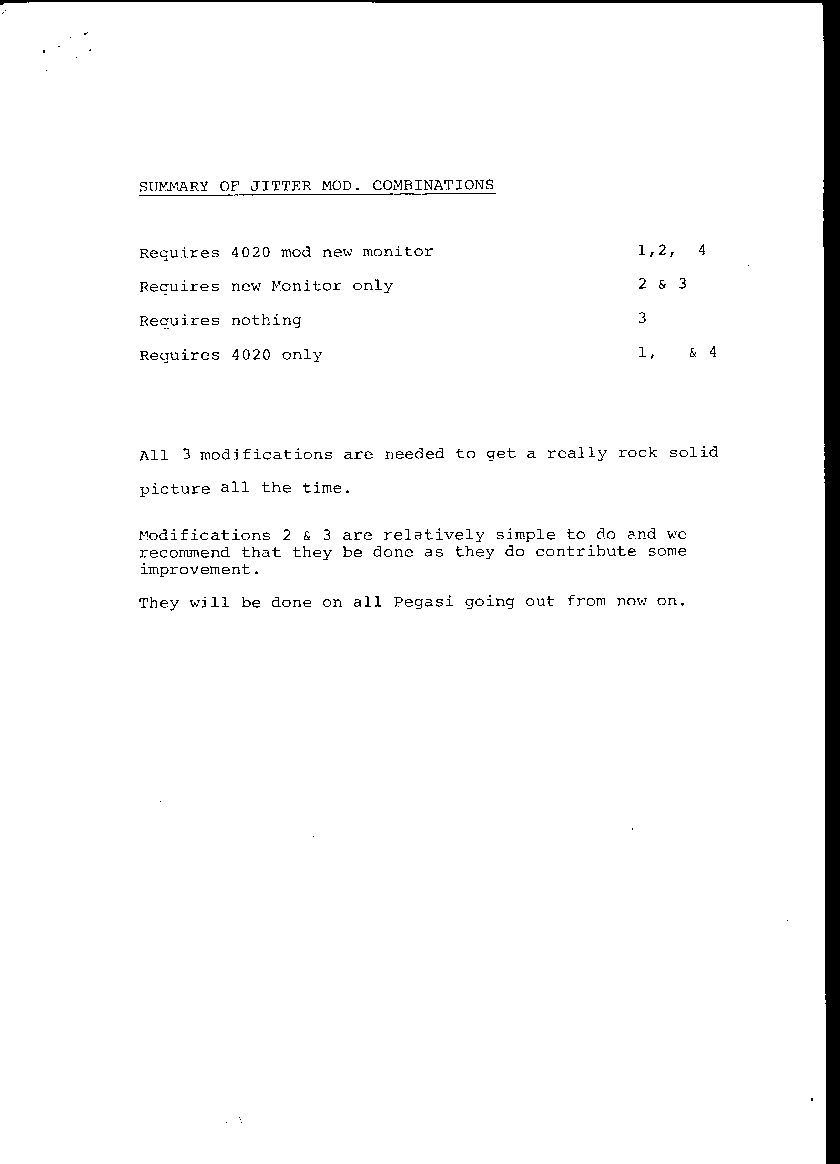 SUMMARY OF JITTER MOD. COMBINATIONS
Requires 4020 mod new monitor 1,2, 4
Requires new Monitor only 2 & 3
Requires nothing 3
Requires 4020 only 1, & 4
All 3 modifications are needed to get a really rock solid
picture all the time.
Modifications 2 & 3 are relatively simple to do and we
recommend that they be done as they do contribute some
improvement.
They will be done on all Pegasi going out from now on.